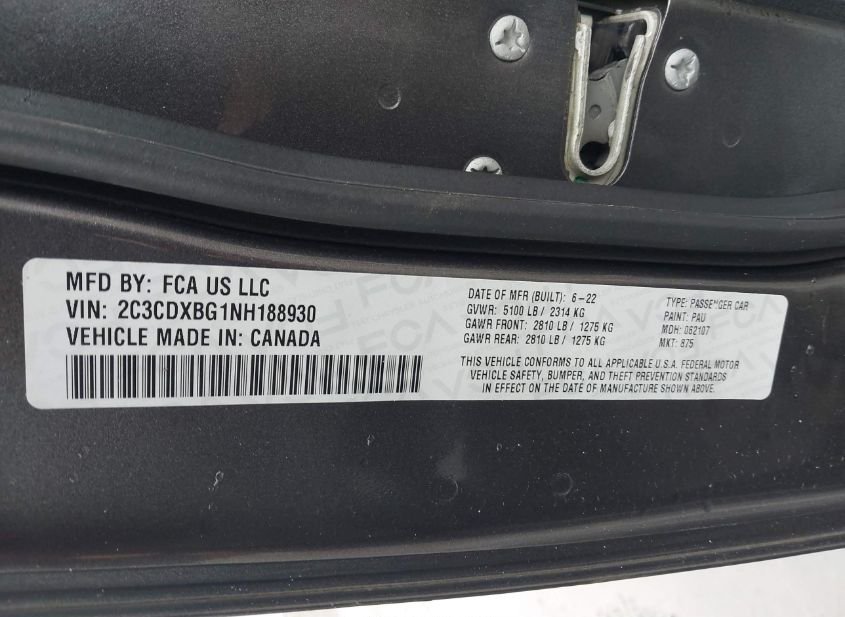 MFD BY: FCA US LLC
VIN: 2C3CDXBG1NH188930
VEHICLE MADE IN: CANADA
DATE OF MFR (BUILT): 6-22
GVWR: 5100 LB / 2314 KG
GAWR FRONT: 2810 LB / 1275 KG
GAWR REAR: 2810 LB / 1275 KG
TYPE: PASSENGER CAR
PAINT: PAU
MDH: 062107
MKT: 875
THIS VEHICLE CONFORMS TO ALL APPLICABLE U.S.A. FEDERAL MOTOR
VEHICLE SAFETY, BUMPER, AND THEFT PREVENTION STANDARDS
IN EFFECT ON THE DATE OF MANUFACTURE SHOWN ABOVE.